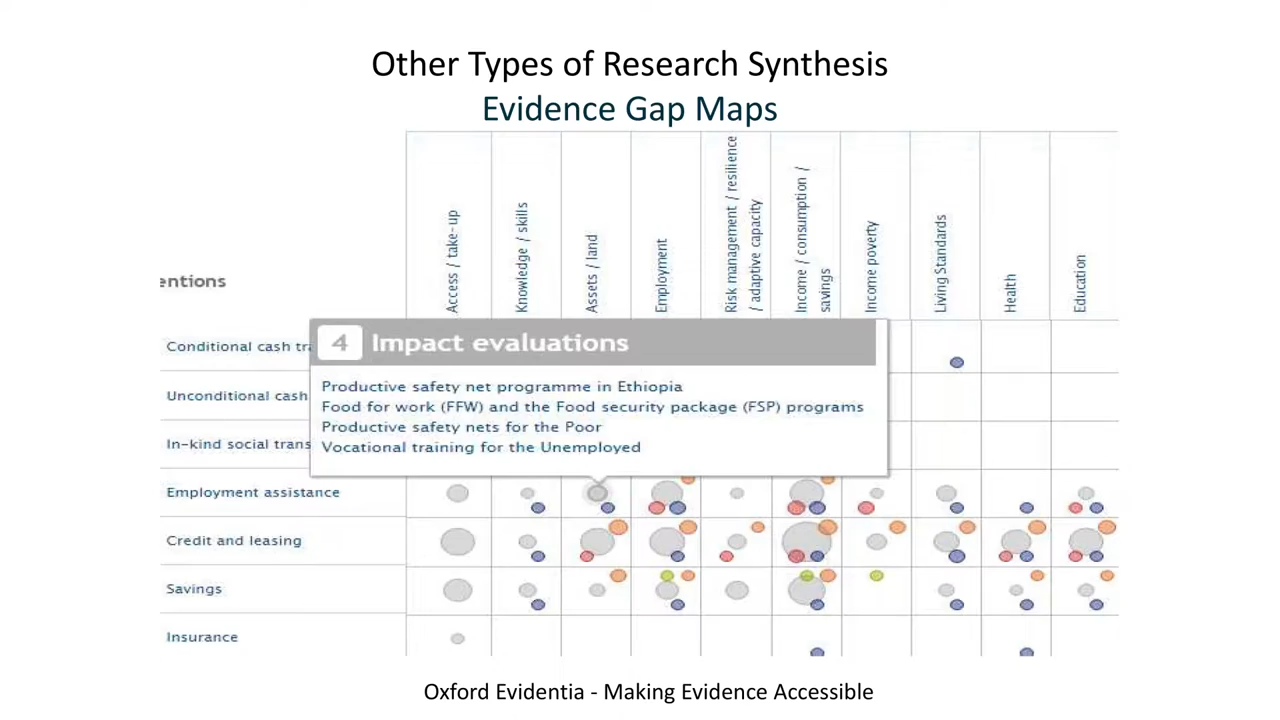 Other Types of Research Synthesis
Evidence Gap Maps
Access / take-up
Knowledge / skills
Assets / land
Employment
Risk management / resilience
/ adaptive capacity
Income / consumption /
savings
Income poverty
Living Standards
Health
Education
entions
Conditional cash tra
4 Impact evaluations
Productive safety net programme in Ethiopia
Unconditional cash
Food for work (FFW) and the Food security package (FSP) programs
Productive safety nets for the Poor
In-kind social trans
Vocational training for the Unemployed
Employment assistance
Credit and leasing
Savings
Insurance
Oxford Evidentia - Making Evidence Accessible